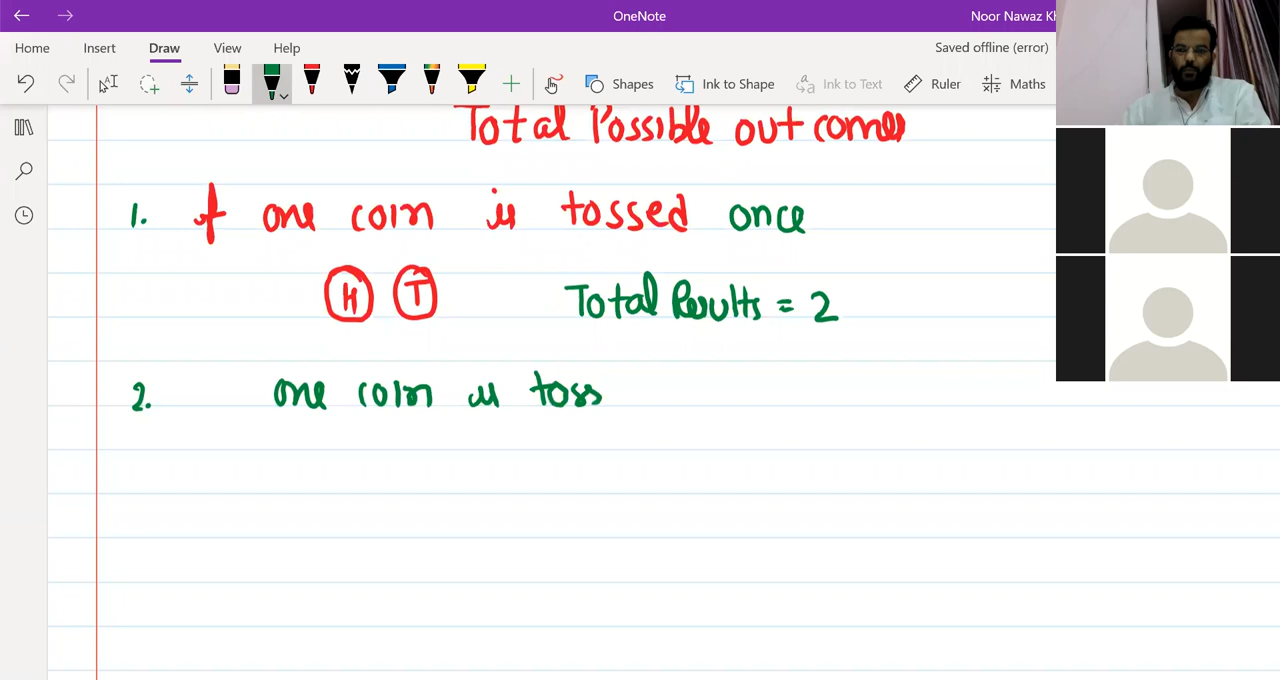 OneNote
Noor Nawaz Kh
Home Insert Draw View Help
Saved offline (error)
Shapes Ink to Shape Ink to Text Ruler Maths
Total Possible outcomes
1. if one coin is tossed once
H T Total Results = 2
2. one coin is toss